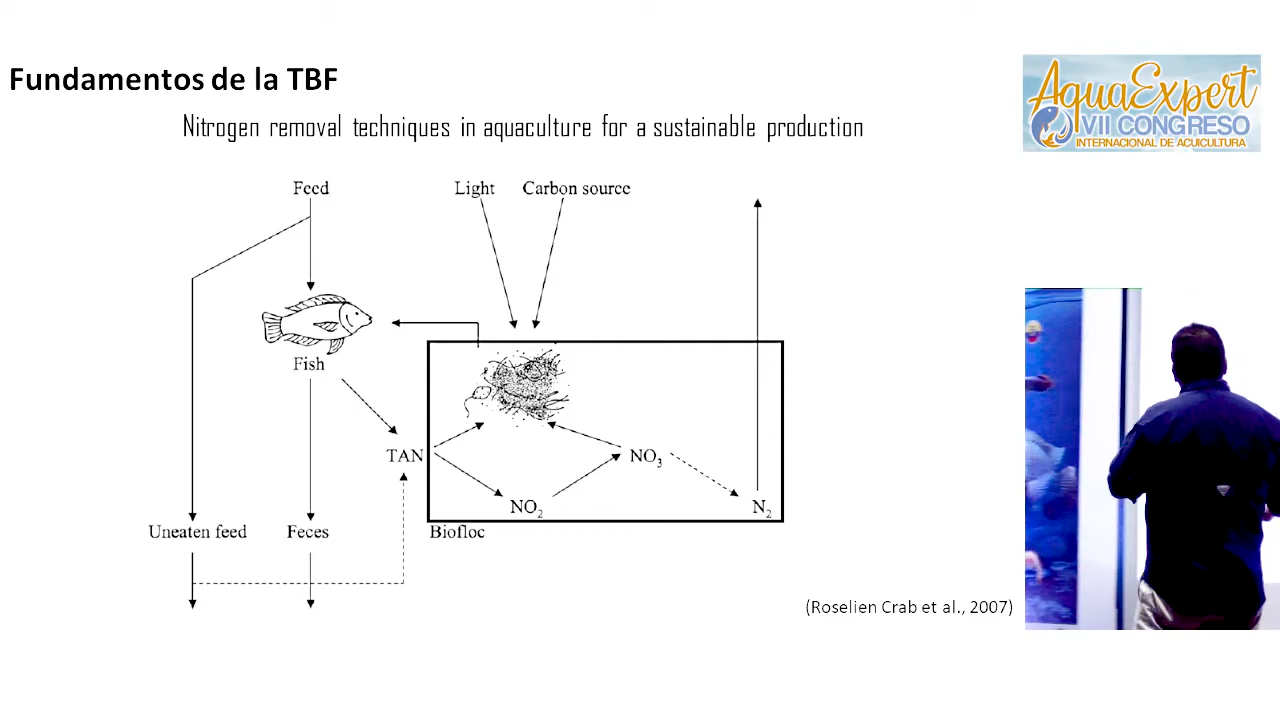 Fundamentos de la TBF
Nitrogen removal techniques in aquaculture for a sustainable production
AquaExpert
VII CONGRESO
INTERNACIONAL DE ACUICULTURA
Feed
Light
Carbon source
Fish
TAN
NO3
NO2
N2
Uneaten feed
Feces
Biofloc
(Roselien Crab et al., 2007)